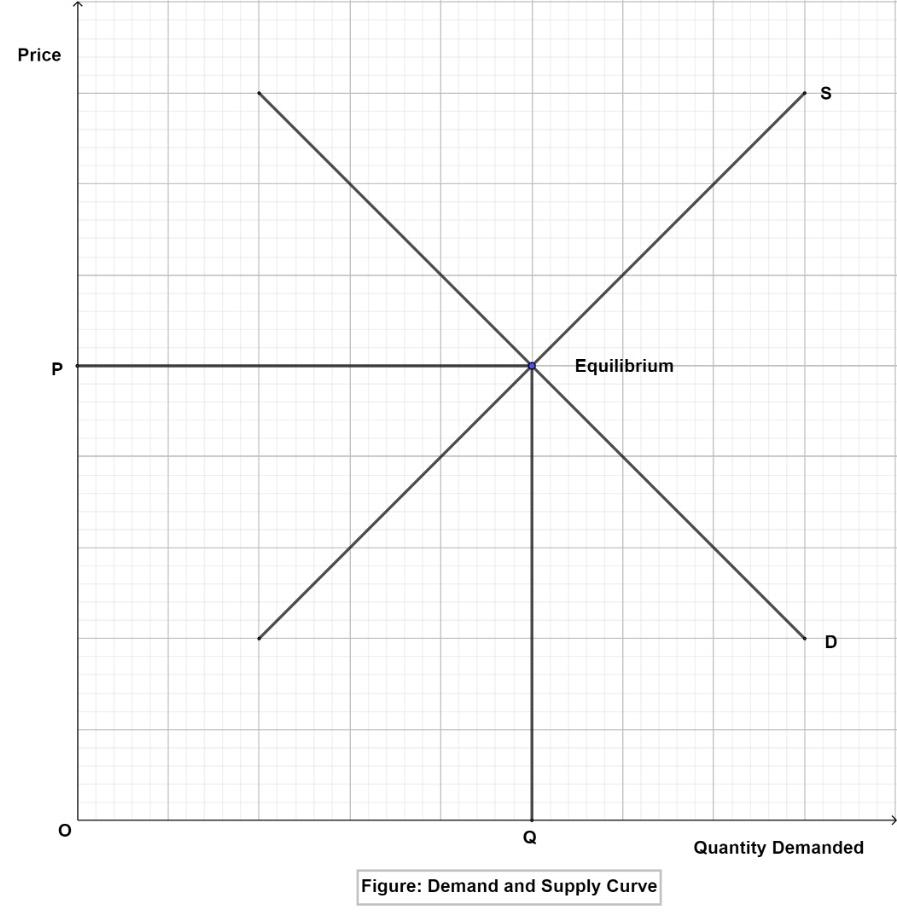 Price
S
P
Equilibrium
D
O
Q
Quantity Demanded
Figure: Demand and Supply Curve